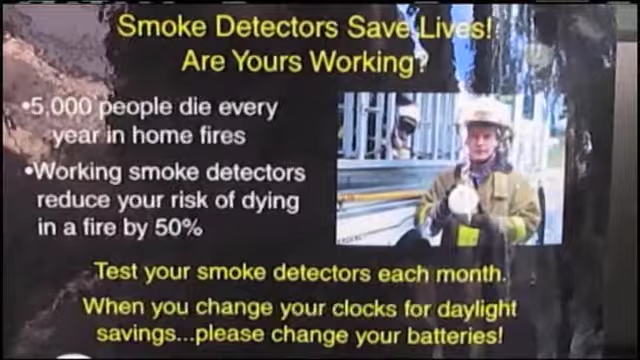 Smoke Detectors Save Lives!
Are Yours Working?
•5,000 people die every
year in home fires
•Working smoke detectors
reduce your risk of dying
in a fire by 50%
Test your smoke detectors each month.
When you change your clocks for daylight
savings...please change your batteries!